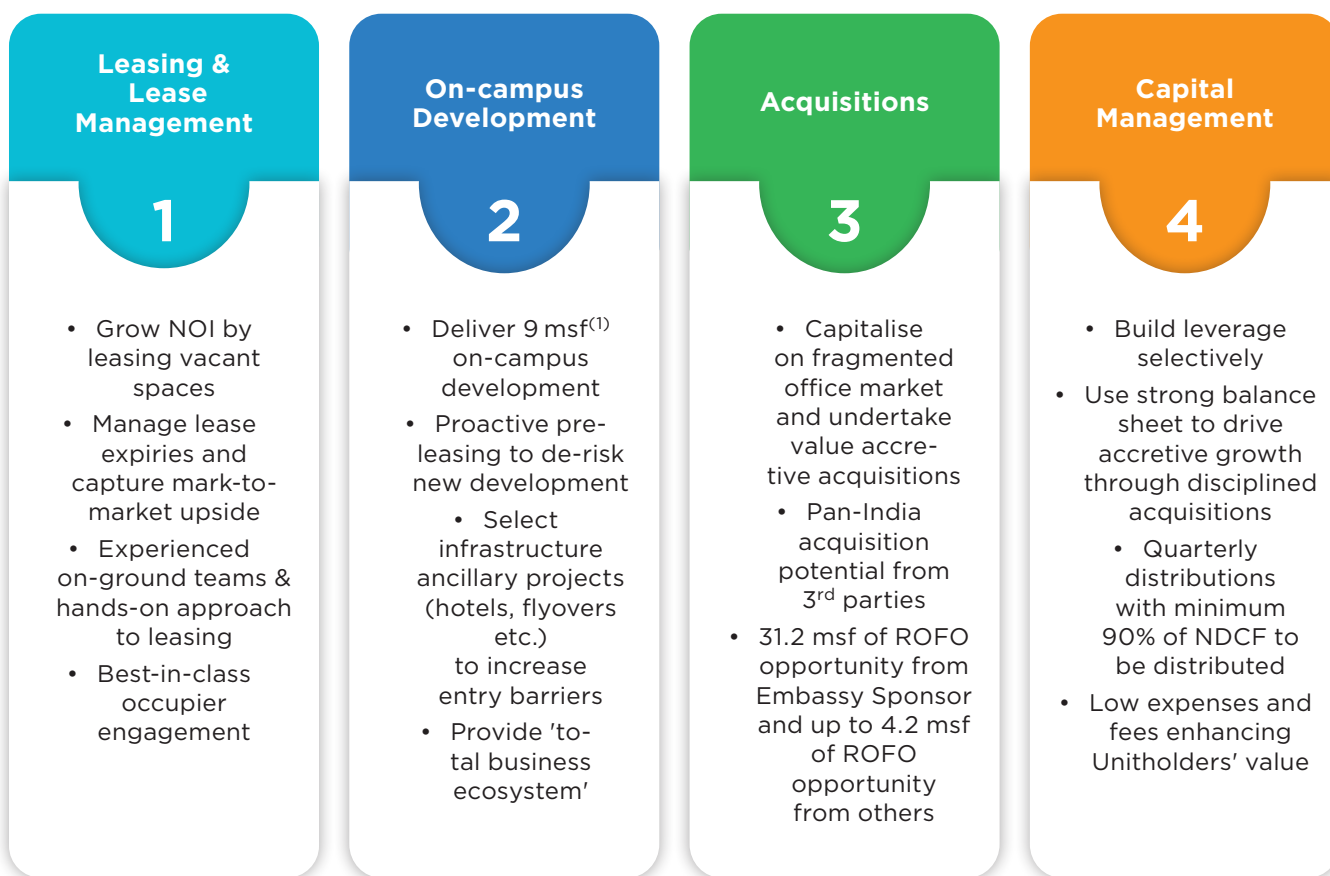 Leasing &
Lease
Management
1
• Grow NOI by
leasing vacant
spaces
• Manage lease
expiries and
capture mark-to-
market upside
• Experienced
on-ground teams &
hands-on approach
to leasing
• Best-in-class
occupier
engagement
On-campus
Development
2
• Deliver 9 msf(1)
on-campus
development
• Proactive pre-
leasing to de-risk
new development
• Select
infrastructure
ancillary projects
(hotels, flyovers
etc.)
to increase
entry barriers
• Provide 'to-
tal business
ecosystem'
Acquisitions
3
• Capitalise
on fragmented
office market
and undertake
value accre-
tive acquisitions
• Pan-India
acquisition
potential from
3rd parties
• 31.2 msf of ROFO
opportunity from
Embassy Sponsor
and up to 4.2 msf
of ROFO
opportunity
from others
Capital
Management
4
• Build leverage
selectively
• Use strong balance
sheet to drive
accretive growth
through disciplined
acquisitions
• Quarterly
distributions
with minimum
90% of NDCF to
be distributed
• Low expenses and
fees enhancing
Unitholders' value